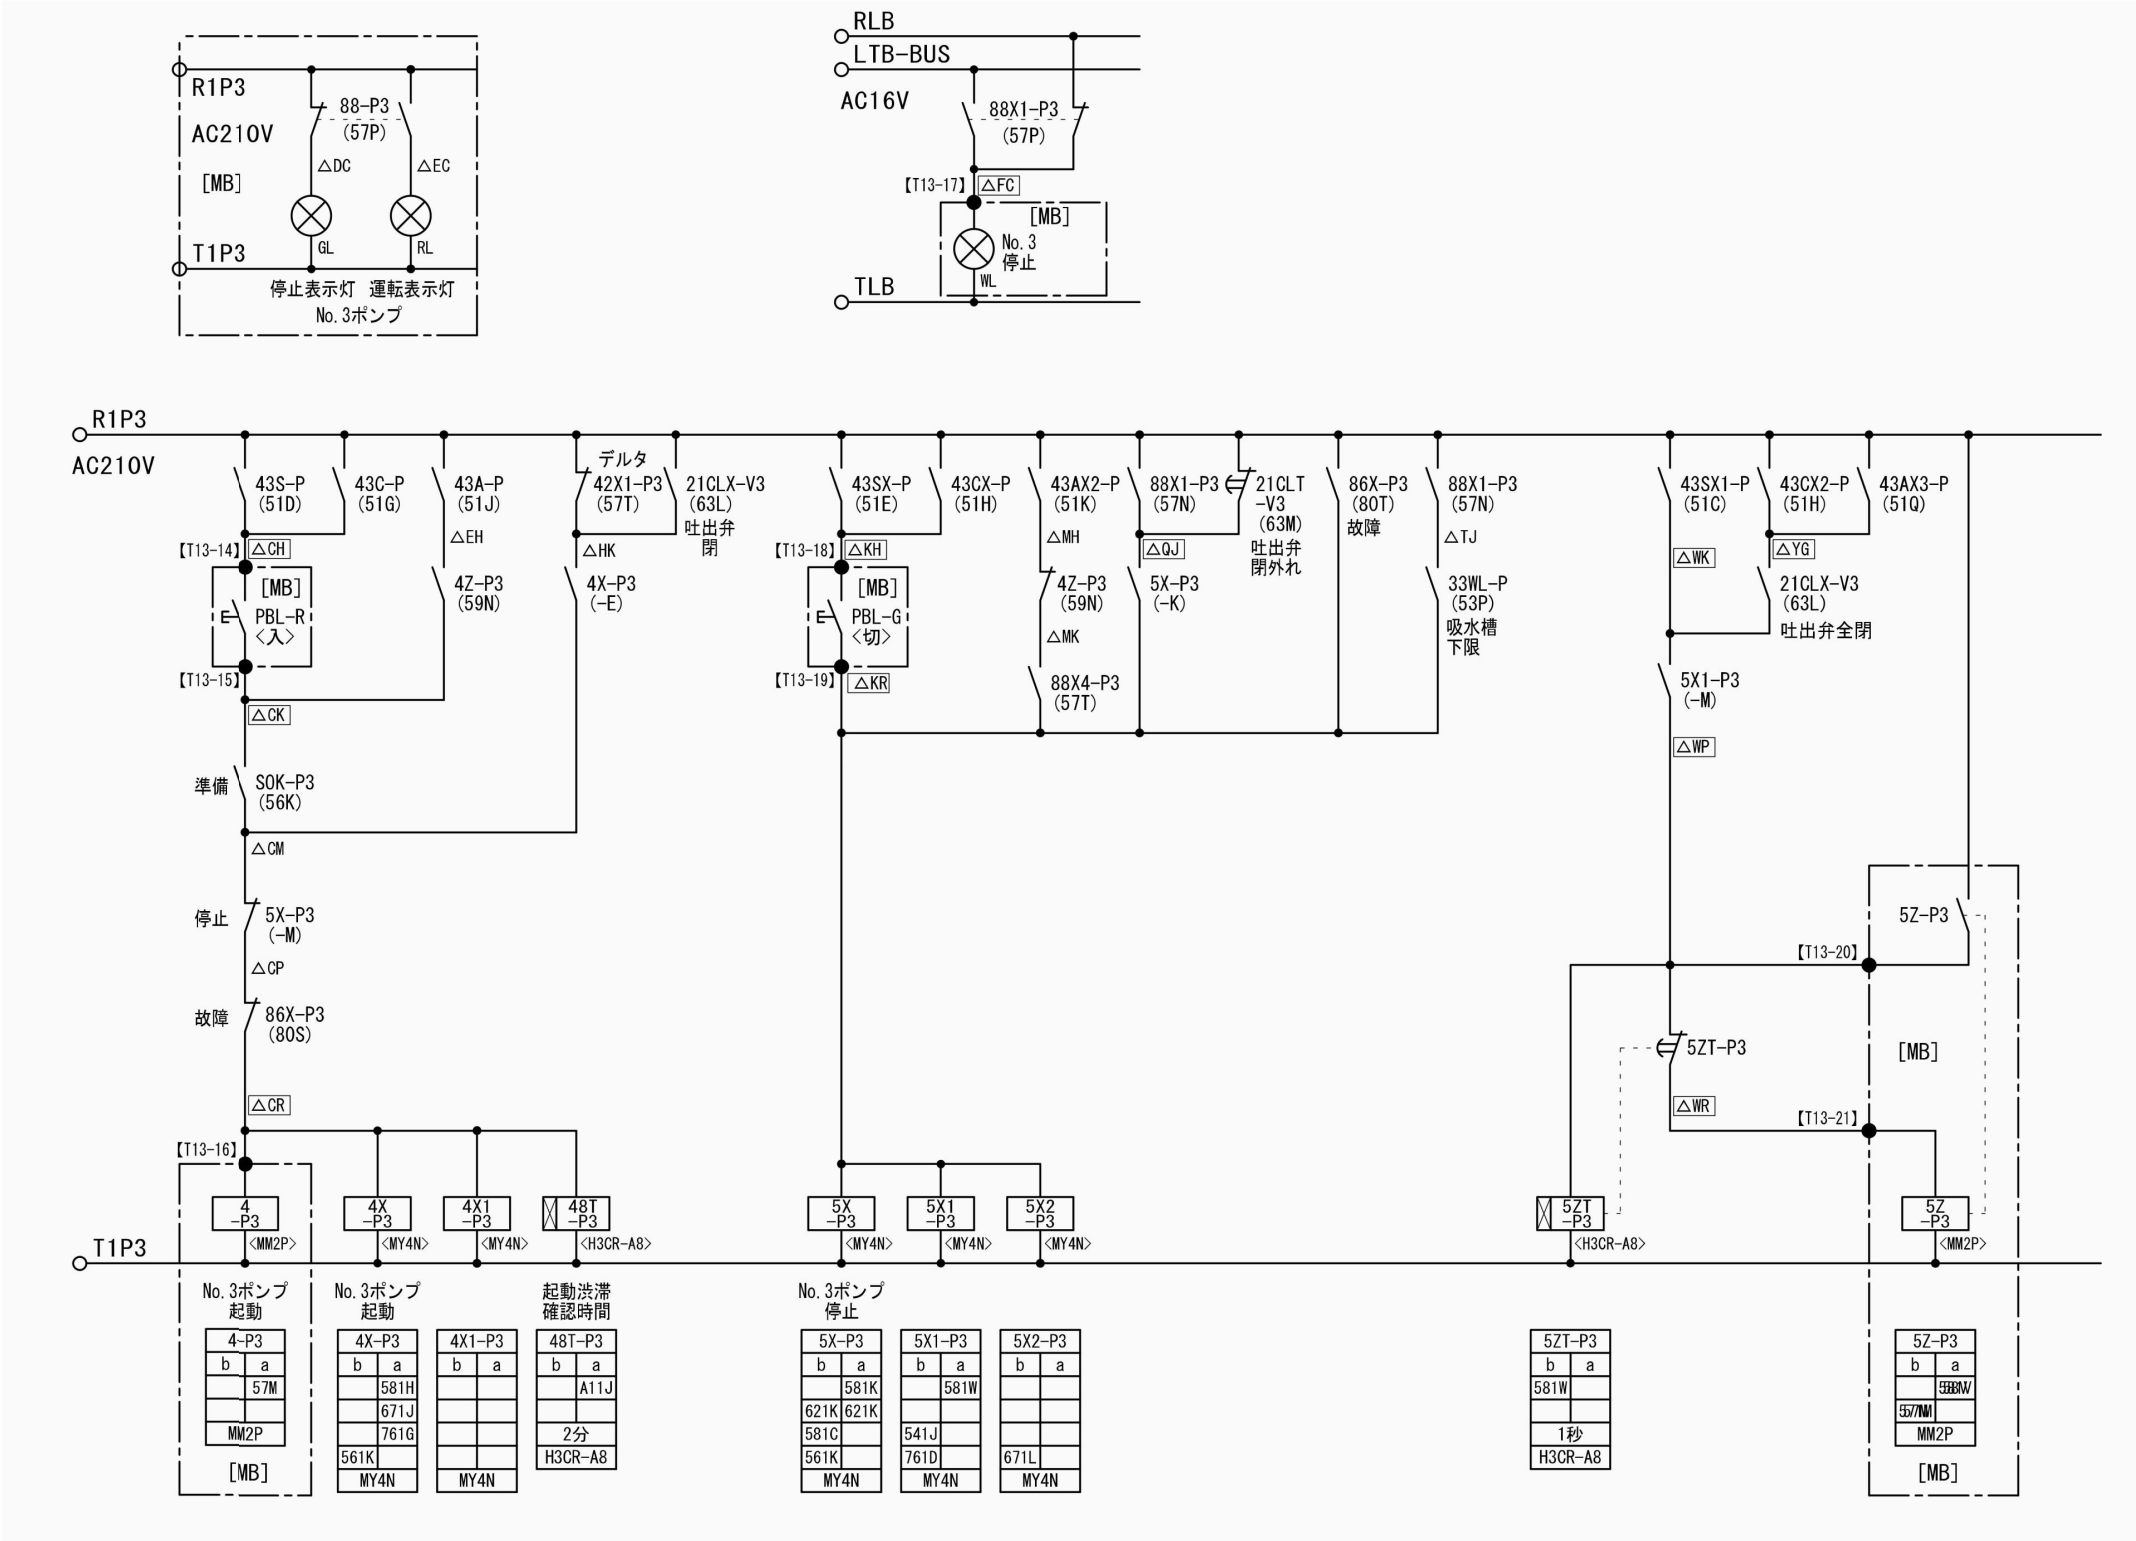 R1P3
AC210V
[MB]
T1P3
88-P3
(57P)
△DC
△EC
GL
RL
停止表示灯 運転表示灯
No.3ポンプ
RLB
LTB-BUS
AC16V
88X1-P3
(57P)
【T13-17】
△FC
[MB]
No.3
停止
WL
TLB
R1P3
AC210V
43S-P
(51D)
43C-P
(51G)
43A-P
(51J)
デルタ
42X1-P3
(57T)
21CLX-V3
(63L)
吐出弁
閉
43SX-P
(51E)
43CX-P
(51H)
43AX2-P
(51K)
88X1-P3
(57N)
21CLT
-V3
(63M)
吐出弁
閉外れ
86X-P3
(80T)
故障
88X1-P3
(57N)
43SX1-P
(51C)
43CX2-P
(51H)
43AX3-P
(51Q)
【T13-14】
△CH
△EH
△HK
【T13-18】
△KH
△MH
△QJ
△TJ
△WK
△YG
[MB]
PBL-R
<入>
4Z-P3
(59N)
4X-P3
(-E)
[MB]
PBL-G
<切>
4Z-P3
(59N)
△MK
5X-P3
(-K)
33WL-P
(53P)
吸水槽
下限
21CLX-V3
(63L)
吐出弁全閉
【T13-15】
△CK
【T13-19】
△KR
88X4-P3
(57T)
5X1-P3
(-M)
△WP
準備
SOK-P3
(56K)
△CM
停止
5X-P3
(-M)
△CP
故障
86X-P3
(80S)
△CR
【T13-16】
5Z-P3
【T13-20】
5ZT-P3
[MB]
△WR
【T13-21】
4
-P3
<MM2P>
4X
-P3
<MY4N>
4X1
-P3
<MY4N>
48T
-P3
<H3CR-A8>
5X
-P3
<MY4N>
5X1
-P3
<MY4N>
5X2
-P3
<MY4N>
5ZT
-P3
<H3CR-A8>
5Z
-P3
<MM2P>
T1P3
No.3ポンプ
起動
No.3ポンプ
起動
起動渋滞
確認時間
No.3ポンプ
停止
4-P3
b a
57M
MM2P
[MB]
4X-P3
b a
581H
671J
761G
561K
MY4N
4X1-P3
b a
MY4N
48T-P3
b a
A11J
2分
H3CR-A8
5X-P3
b a
581K
621K 621K
581C
561K
MY4N
5X1-P3
b a
581W
541J
761D
MY4N
5X2-P3
b a
671L
MY4N
5ZT-P3
b a
581W
1秒
H3CR-A8
5Z-P3
b a
MM2P
[MB]